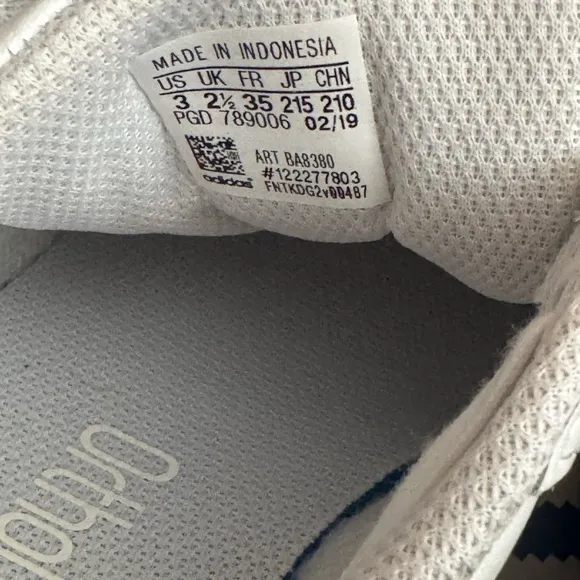 MADE IN INDONESIA
US UK FR JP CHN
3 2½ 35 215 210
PGD 789006 02/19
ART BA8380
#122277803
adidas
ortho